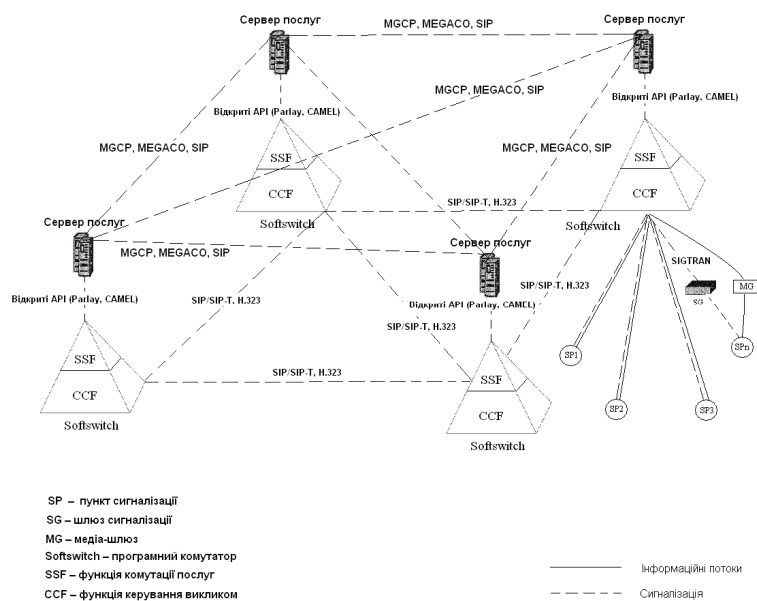 Сервер послуг
Сервер послуг
MGCP, MEGACO, SIP
Відкриті API (Parlay, CAMEL)
Відкриті API (Parlay, CAMEL)
MGCP, MEGACO, SIP
MGCP, MEGACO, SIP
MGCP, MEGACO, SIP
SSF
CCF
Softswitch
SSF
CCF
Softswitch
SIP/SIP-T, H.323
Сервер послуг
Сервер послуг
MGCP, MEGACO, SIP
SIGTRAN
SG
MG
Відкриті API (Parlay, CAMEL)
SIP/SIP-T, H.323
Відкриті API (Parlay, CAMEL)
SIP/SIP-T, H.323
SIP/SIP-T, H.323
SP1
SP2
SP3
SPn
SSF
CCF
Softswitch
SIP/SIP-T, H.323
SSF
CCF
Softswitch
SP – пункт сигналізації
SG – шлюз сигналізації
MG – медіа-шлюз
Softswitch – програмний комутатор
SSF – функція комутації послуг
CCF – функція керування викликом
Інформаційні потоки
Сигналізація